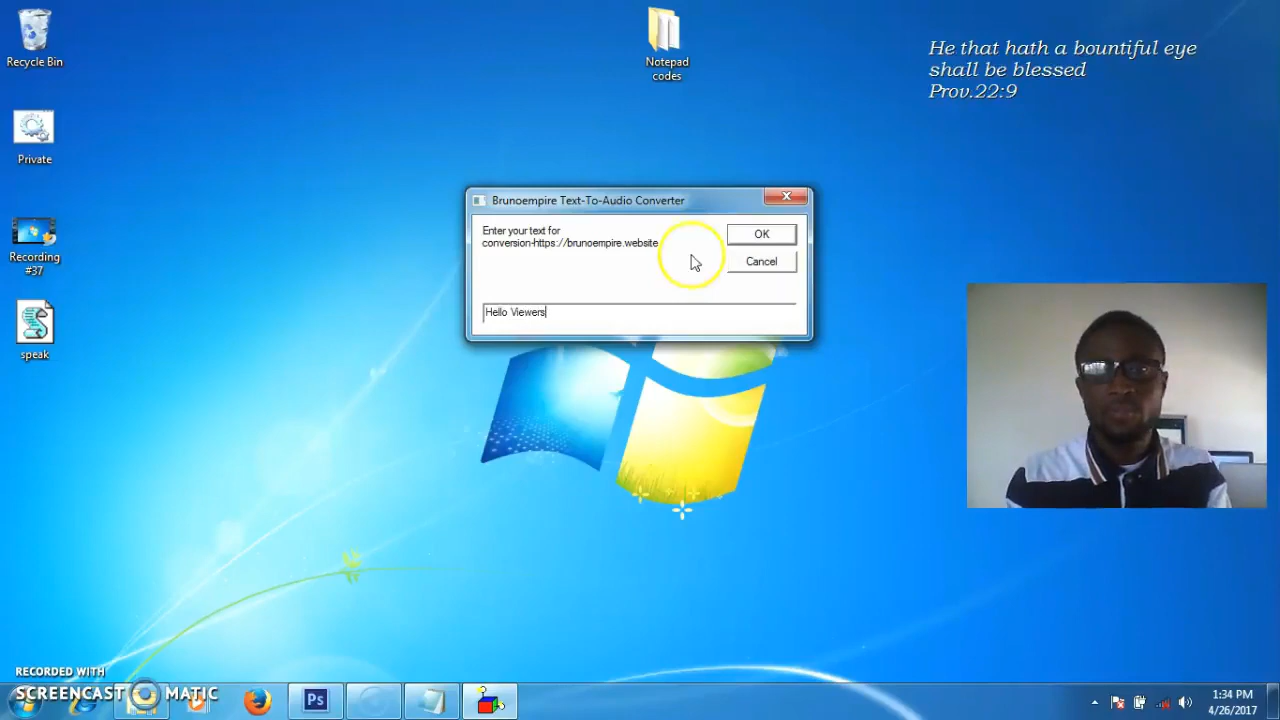 Recycle Bin
Private
Recording
#37
speak
Notepad
codes
He that hath a bountiful eye
shall be blessed
Prov.22:9
Brunoempire Text-To-Audio Converter
Enter your text for
conversion-https://brunoempire.website
OK
Cancel
Hello Viewers
RECORDED WITH
SCREENCAST MATIC
Ps
1:34 PM
4/26/2017